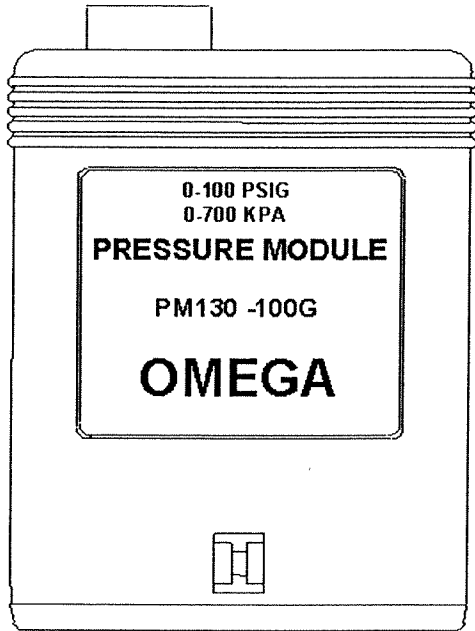 0-100 PSIG
0-700 KPA
PRESSURE MODULE
PM130 -100G
OMEGA